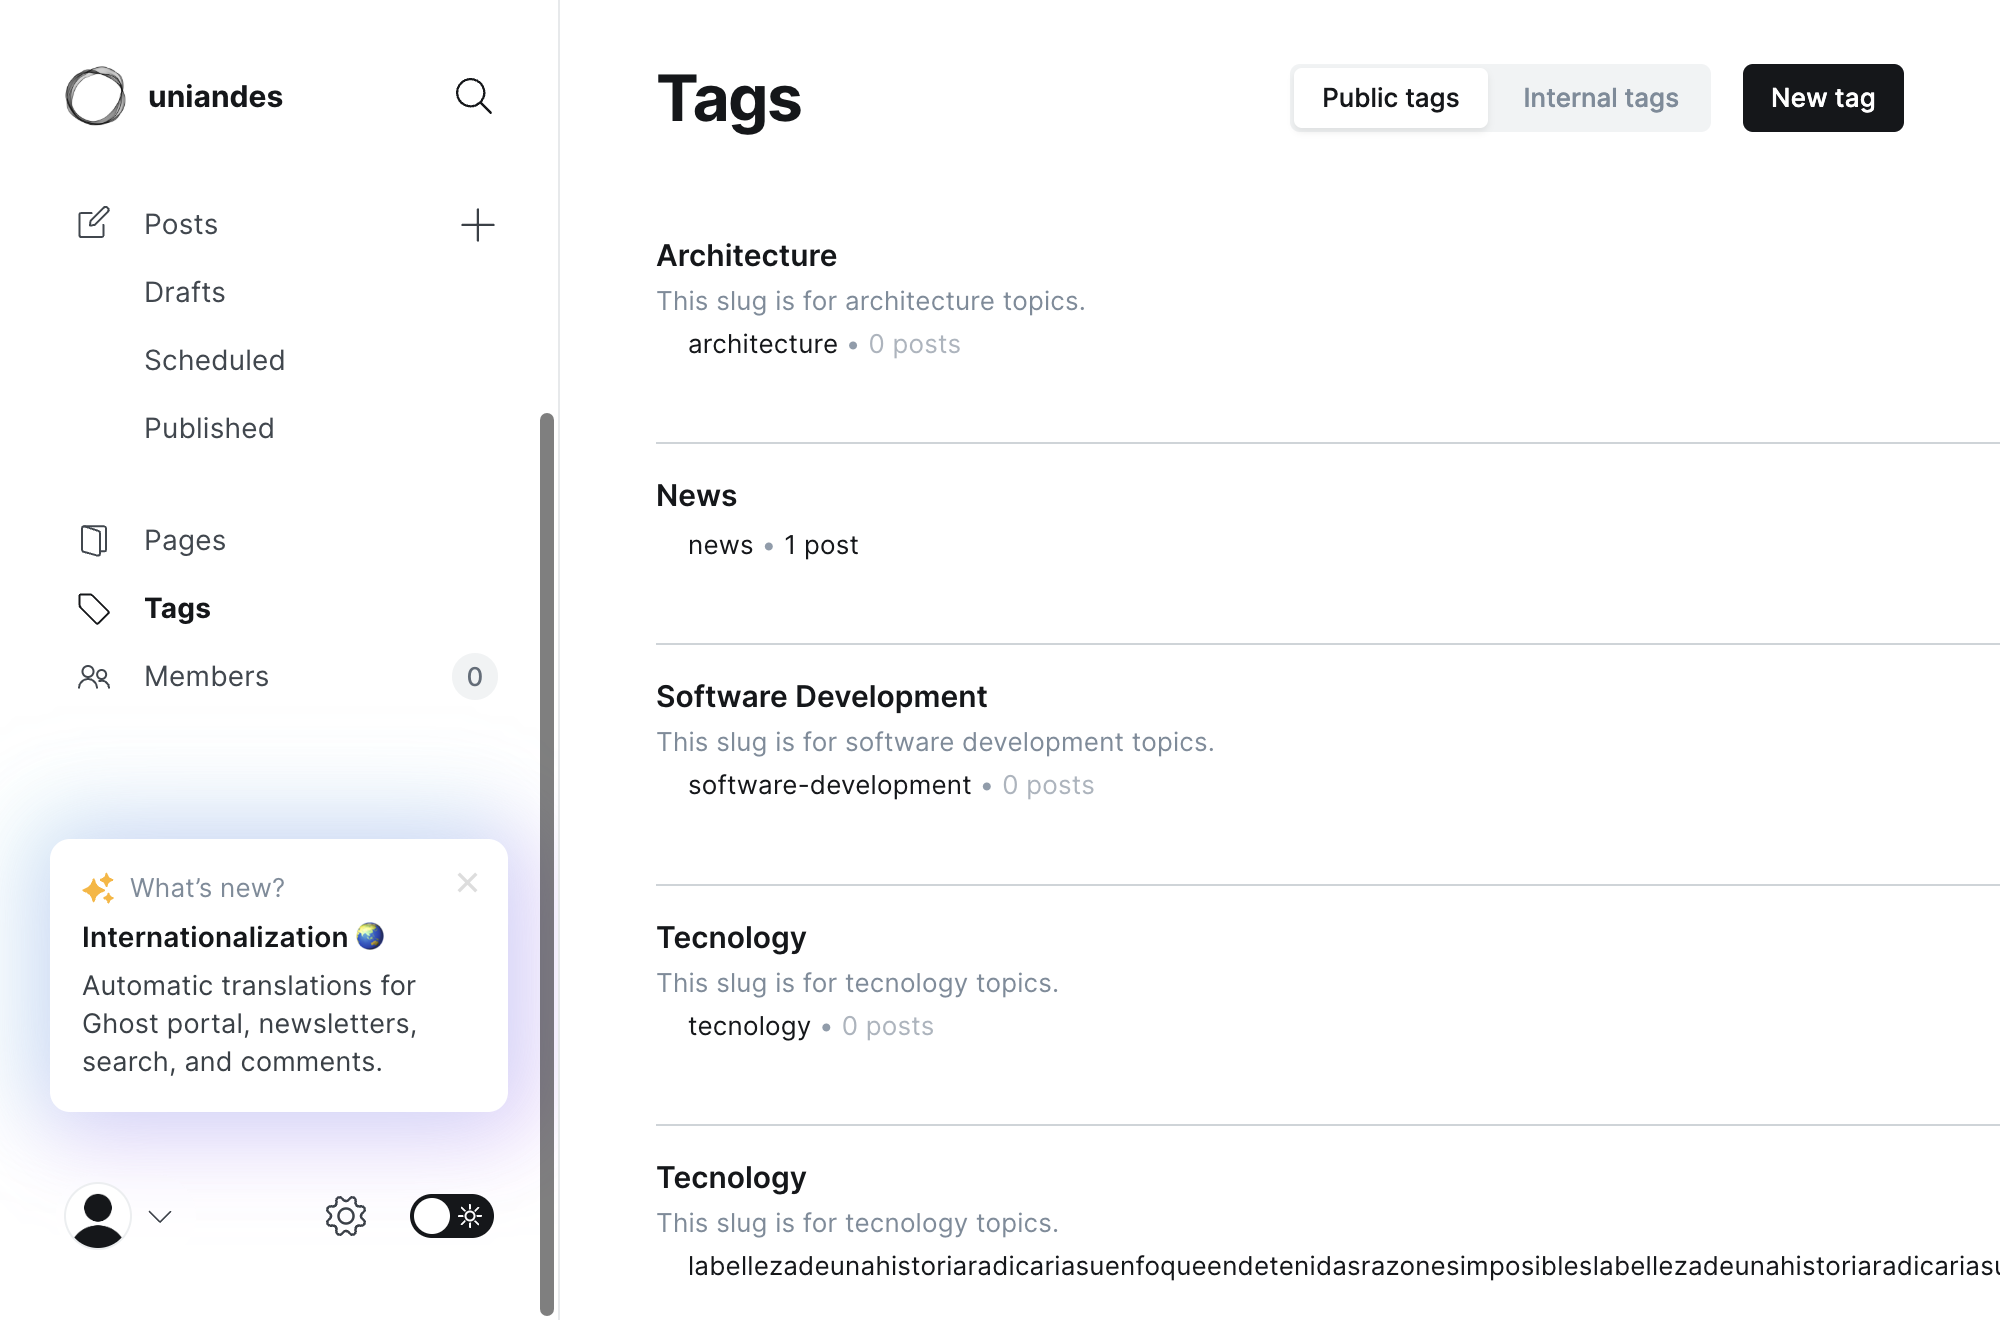 uniandes
Posts
Drafts
Scheduled
Published
Pages
Tags
Members
0
What's new?
Internationalization
Automatic translations for
Ghost portal, newsletters,
search, and comments.
Tags
Public tags
Internal tags
New tag
Architecture
This slug is for architecture topics.
architecture • 0 posts
News
news • 1 post
Software Development
This slug is for software development topics.
software-development • 0 posts
Tecnology
This slug is for tecnology topics.
tecnology • 0 posts
Tecnology
This slug is for tecnology topics.
labellezadeunahistoriaradicariasuenfoqueendetenidasrazonesimposibleslabellezadeunahistoriaradicariasu